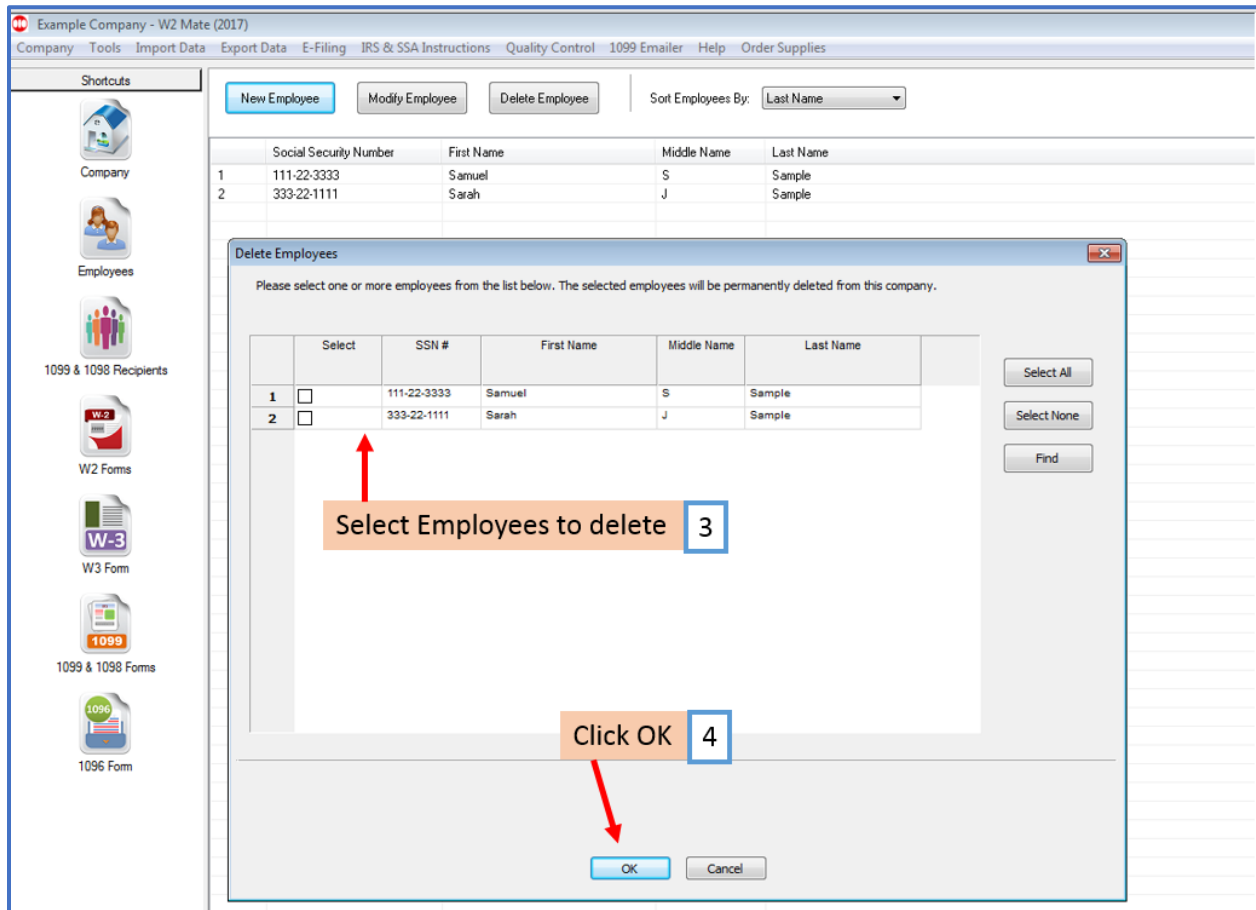 Example Company - W2 Mate (2017)
Company Tools Import Data Export Data E-Filing IRS & SSA Instructions Quality Control 1099 Emailer Help Order Supplies
Shortcuts
New Employee Modify Employee Delete Employee Sort Employees By: Last Name
Social Security Number First Name Middle Name Last Name
1 111-22-3333 Samuel S Sample
2 333-22-1111 Sarah J Sample
Company
Employees
1099 & 1098 Recipients
W-2
W2 Forms
W-3
W3 Form
1099
1099 & 1098 Forms
1096
1096 Form
Delete Employees
Please select one or more employees from the list below. The selected employees will be permanently deleted from this company.
Select SSN # First Name Middle Name Last Name
1 111-22-3333 Samuel S Sample
2 333-22-1111 Sarah J Sample
Select All
Select None
Find
Select Employees to delete 3
Click OK 4
OK Cancel